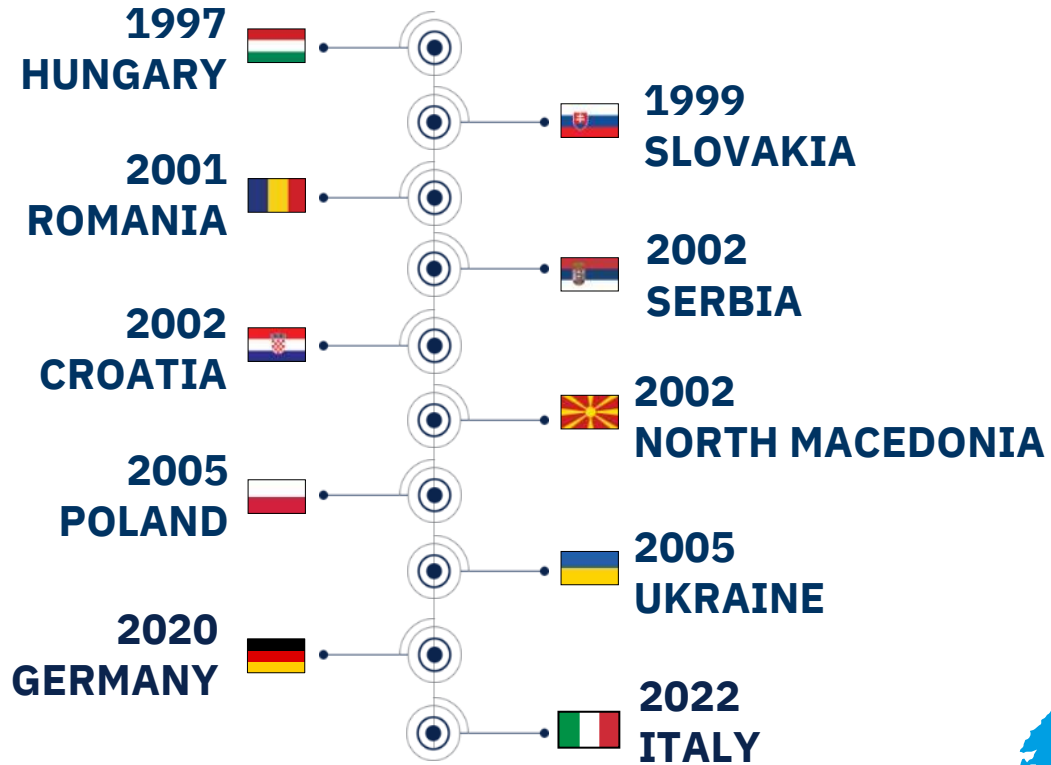 1997
HUNGARY
1999
SLOVAKIA
2001
ROMANIA
2002
SERBIA
2002
CROATIA
2002
NORTH MACEDONIA
2005
POLAND
2005
UKRAINE
2020
GERMANY
2022
ITALY